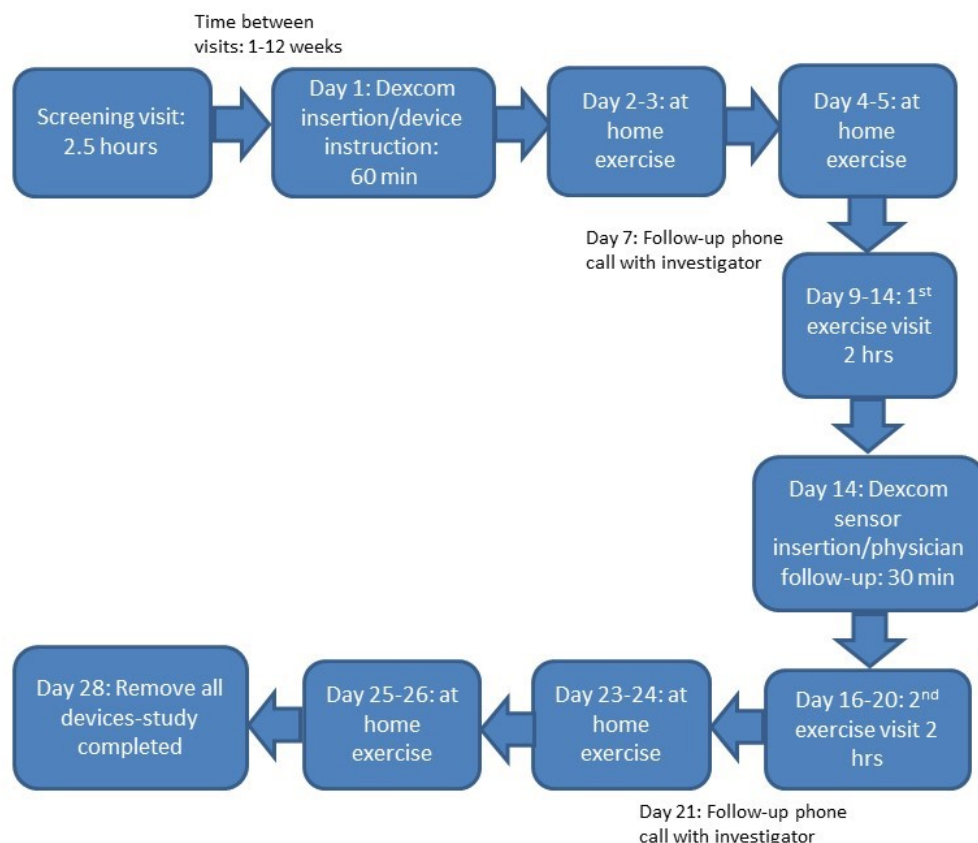 Time between
visits: 1-12 weeks
Screening visit:
2.5 hours
Day 1: Dexcom
insertion/device
instruction:
60 min
Day 2-3: at
home
exercise
Day 4-5: at
home
exercise
Day 7: Follow-up phone
call with investigator
Day 9-14: 1st
exercise visit
2 hrs
Day 14: Dexcom
sensor
insertion/physician
follow-up: 30 min
Day 16-20: 2nd
exercise visit 2
hrs
Day 21: Follow-up phone
call with investigator
Day 23-24: at
home
exercise
Day 25-26: at
home
exercise
Day 28: Remove all
devices-study
completed